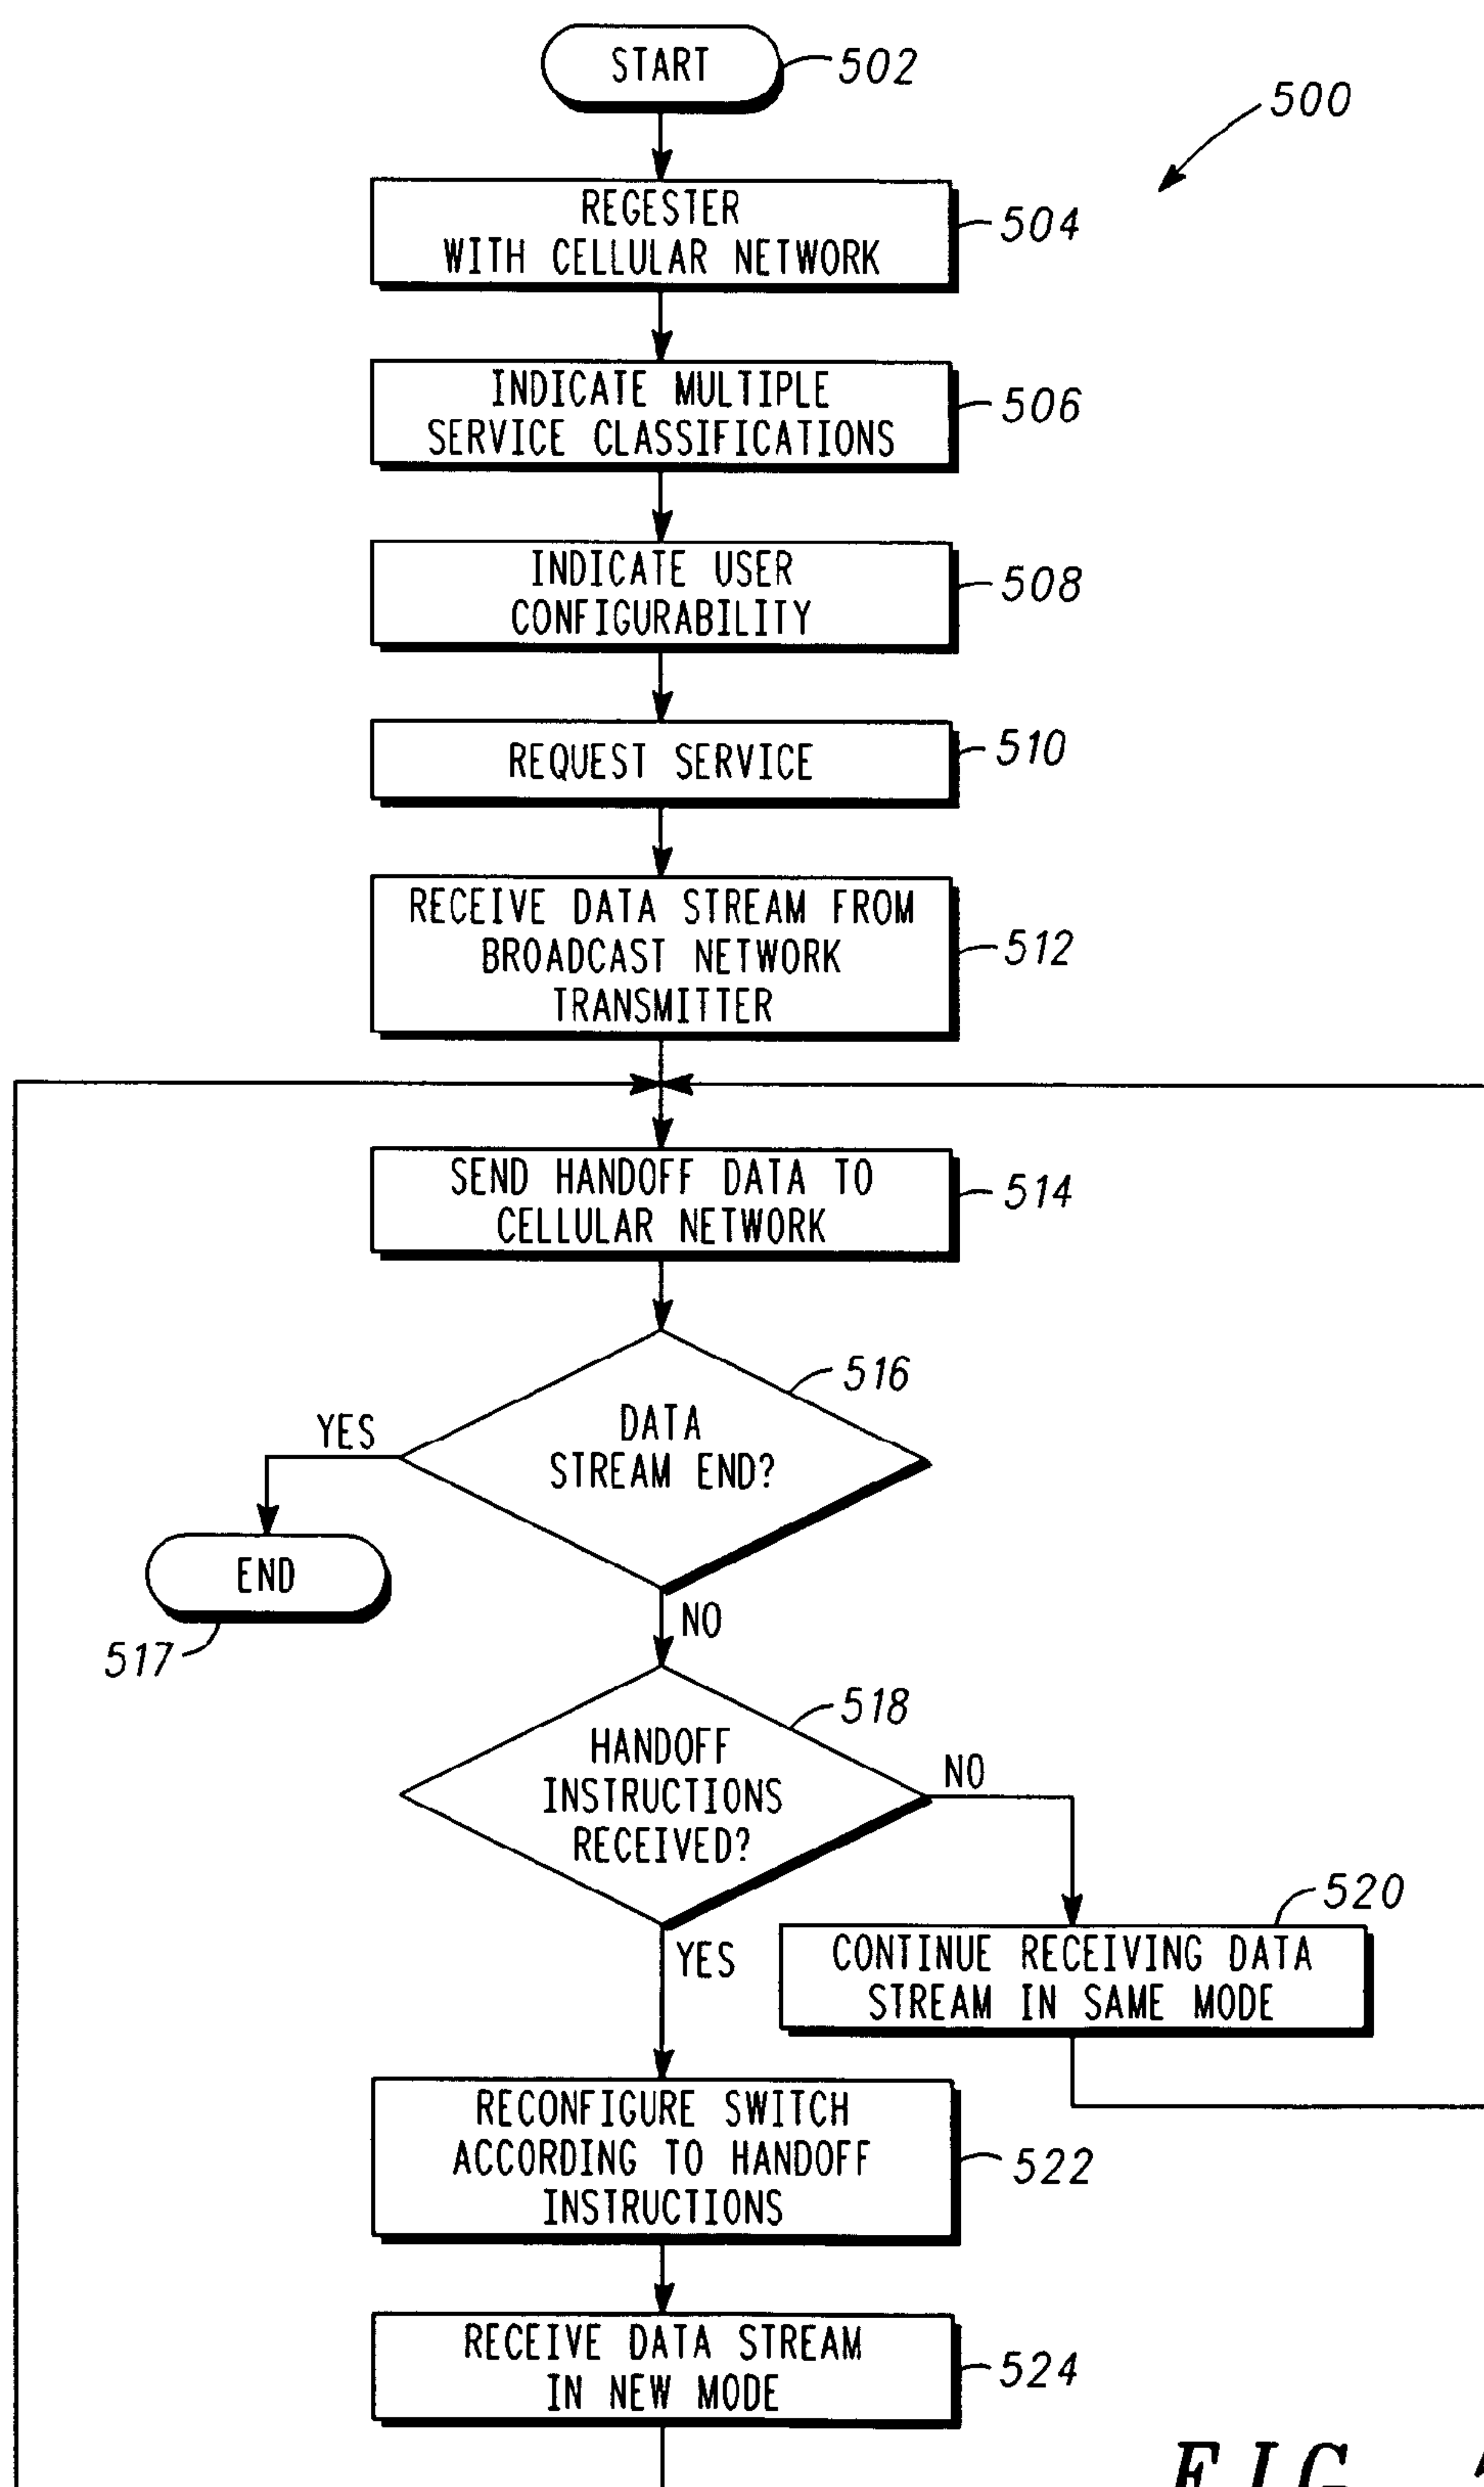 START
502
500
REGESTER
WITH CELLULAR NETWORK
504
INDICATE MULTIPLE
SERVICE CLASSIFICATIONS
506
INDICATE USER
CONFIGURABILITY
508
REQUEST SERVICE
510
RECEIVE DATA STREAM FROM
BROADCAST NETWORK
TRANSMITTER
512
SEND HANDOFF DATA TO
CELLULAR NETWORK
514
516
DATA
STREAM END?
YES
END
517
NO
518
HANDOFF
INSTRUCTIONS
RECEIVED?
NO
YES
520
CONTINUE RECEIVING DATA
STREAM IN SAME MODE
RECONFIGURE SWITCH
ACCORDING TO HANDOFF
INSTRUCTIONS
522
RECEIVE DATA STREAM
IN NEW MODE
524
FIG.